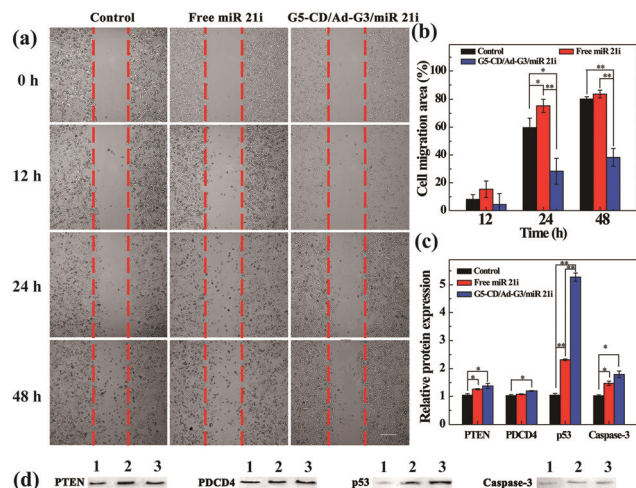 Control Free miR 21i G5-CD/Ad-G3/miR 21i
(a)
0 h
12 h
24 h
48 h
(b)
Control
Free miR 21i
G5-CD/Ad-G3/miR 21i
Cell migration area (%)
100
80
60
40
20
0
*
*
**
**
**
12 24 48
Time (h)
(c)
Control
Free miR 21i
G5-CD/Ad-G3/miR 21i
Relative protein expression
6
5
4
3
2
1
0
*
*
*
**
**
**
*
*
PTEN PDCD4 p53 Caspase-3
(d)
1 2 3
PTEN
1 2 3
PDCD4
1 2 3
p53
1 2 3
Caspase-3